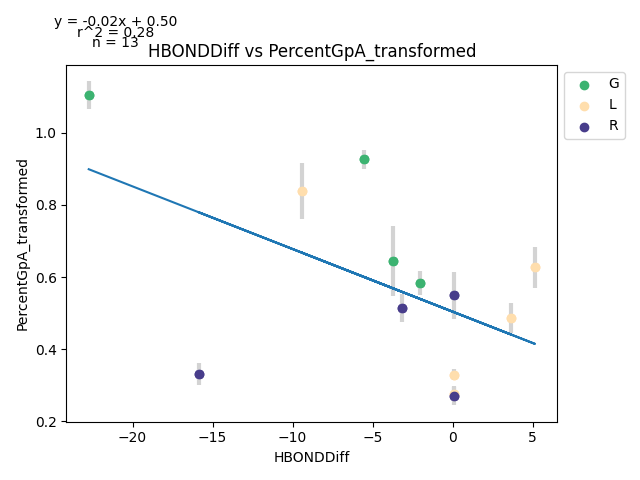 y = -0.02x + 0.50
r^2 = 0.28
n = 13
HBONDDiff vs PercentGpA_transformed
G
L
R
1.0
0.8
0.6
0.4
0.2
PercentGpA_transformed
−20
−15
−10
−5
0
5
HBONDDiff